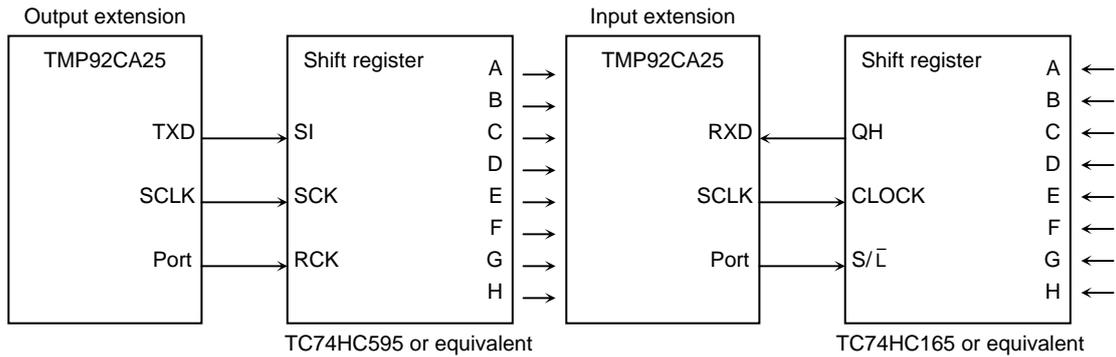 Output extension
TMP92CA25
TXD
SCLK
Port
Shift register
SI
SCK
RCK
A
B
C
D
E
F
G
H
TC74HC595 or equivalent
Input extension
TMP92CA25
RXD
SCLK
Port
Shift register
QH
CLOCK
S/L̅
A
B
C
D
E
F
G
H
TC74HC165 or equivalent